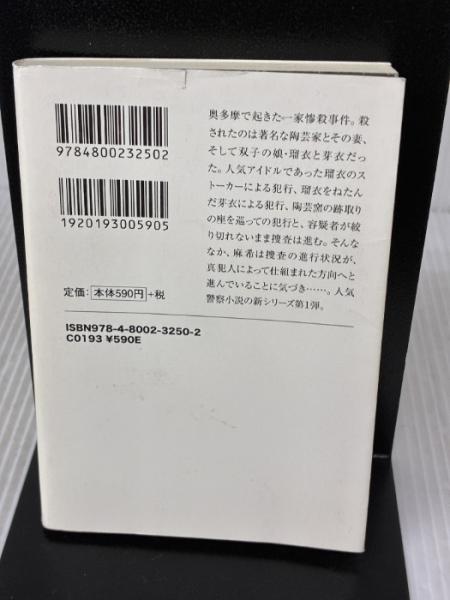 奥多摩で起きた一家惨殺事件。殺
されたのは著名な陶芸家とその妻、
そして双子の娘・瑠衣と芽衣だっ
た。人気アイドルであった瑠衣のス
トーカーによる犯行、瑠衣をねたん
だ芽衣による犯行、陶芸窯の跡取り
の座を巡っての犯行と、容疑者が絞
り切れないまま捜査は進む。そんな
なか、麻希は捜査の進行状況が、
真犯人によって仕組まれた方向へと
進んでいることに気づき……。人気
警察小説の新シリーズ第1弾。
9784800232502
1920193005905
定価：本体590円+税
ISBN978-4-8002-3250-2
C0193 ¥590E